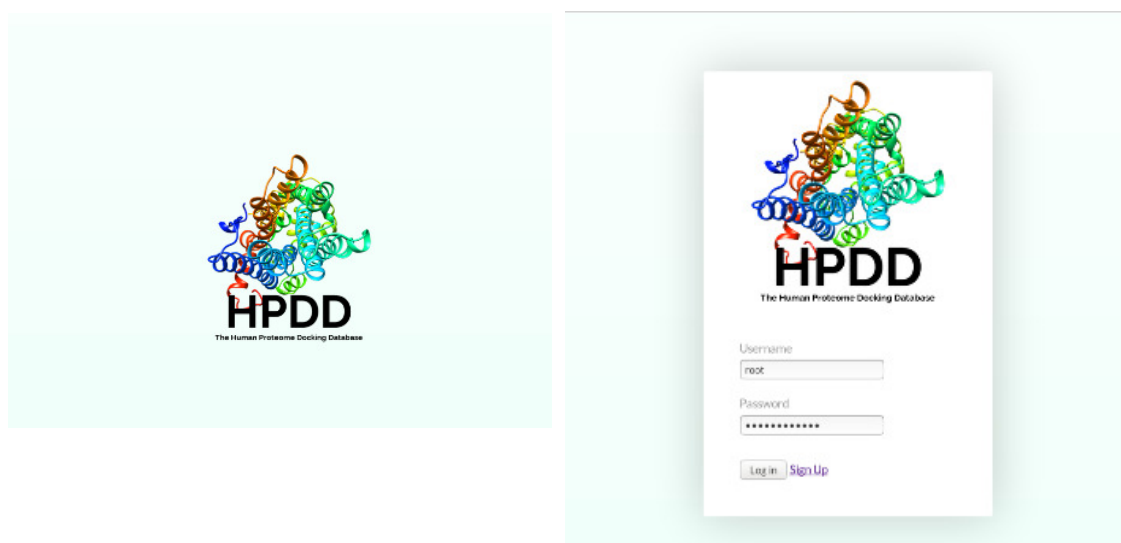 HPDD
The Human Proteome Docking Database
HPDD
The Human Proteome Docking Database
Username
root
Password
••••••••••••
Log in Sign Up